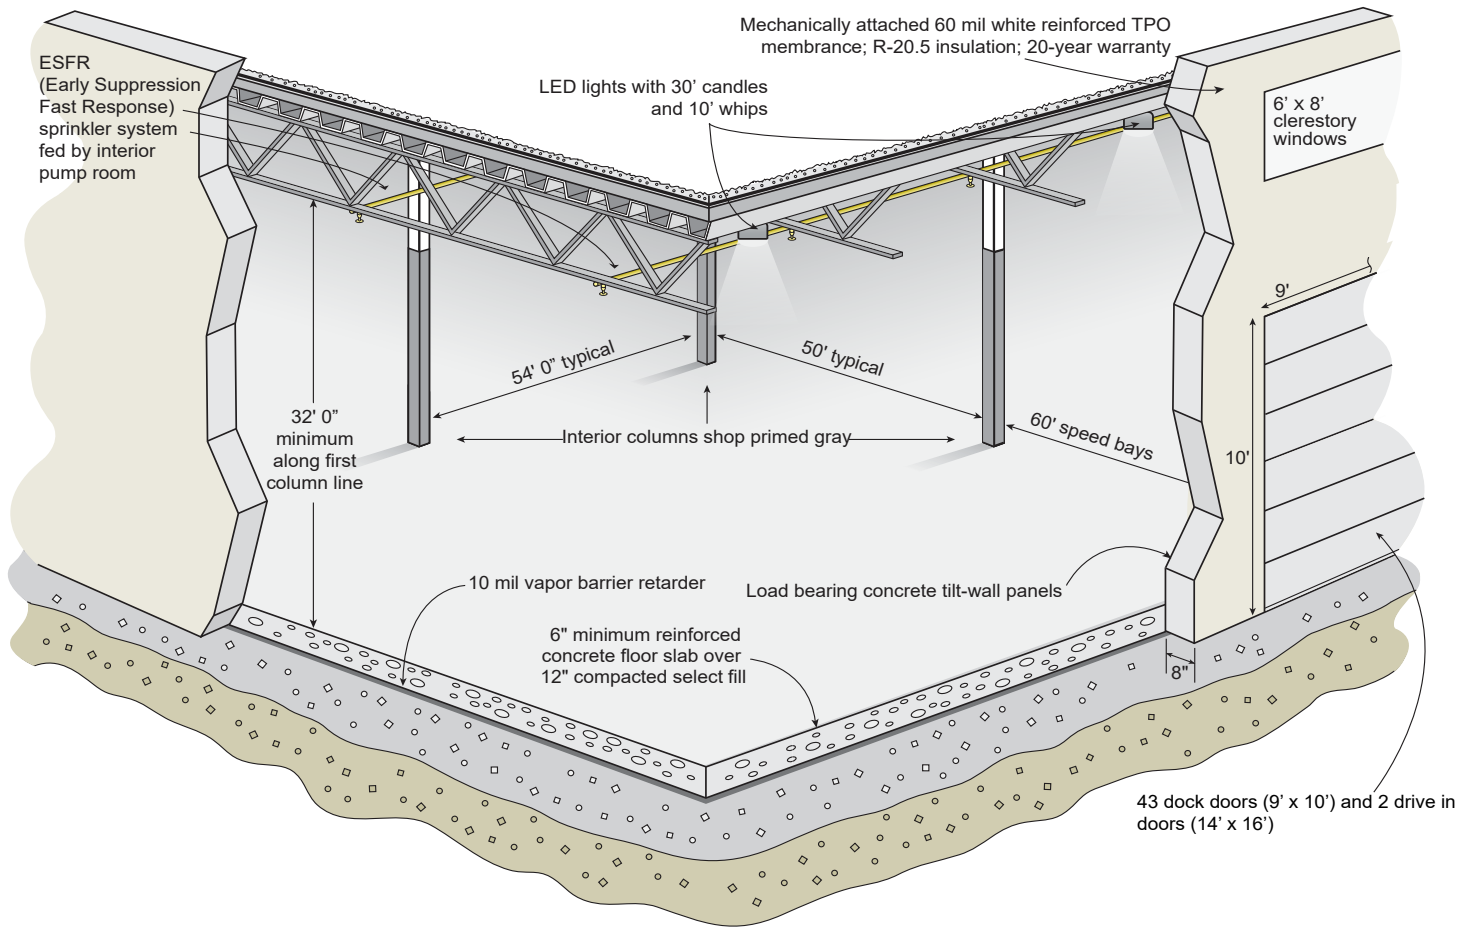 Mechanically attached 60 mil white reinforced TPO
membrance; R-20.5 insulation; 20-year warranty
ESFR
(Early Suppression
Fast Response)
sprinkler system
fed by interior
pump room
LED lights with 30’ candles
and 10’ whips
6’ x 8’
clerestory
windows
9'
54' 0” typical
50' typical
32' 0”
minimum
along first
column line
Interior columns shop primed gray
60' speed bays
10'
10 mil vapor barrier retarder
Load bearing concrete tilt-wall panels
6" minimum reinforced
concrete floor slab over
12" compacted select fill
8"
43 dock doors (9’ x 10’) and 2 drive in
doors (14’ x 16’)